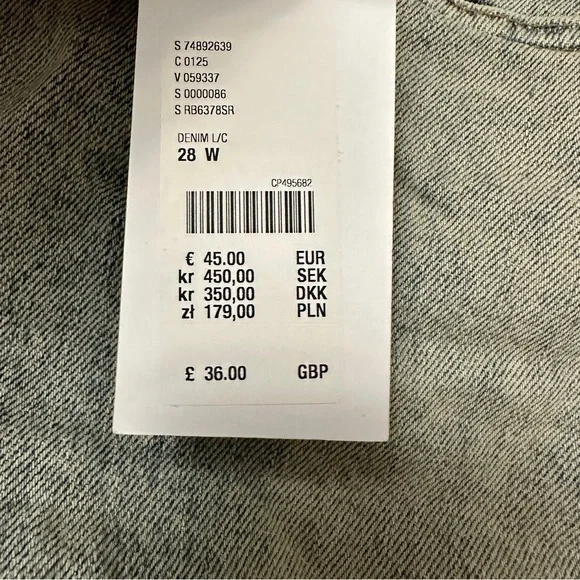 S 74892639
C 0125
V 059337
S 0000086
S RB6378SR
DENIM L/C
28 W
CP495682
€ 45.00 EUR
kr 450,00 SEK
kr 350,00 DKK
zł 179,00 PLN
£ 36.00 GBP